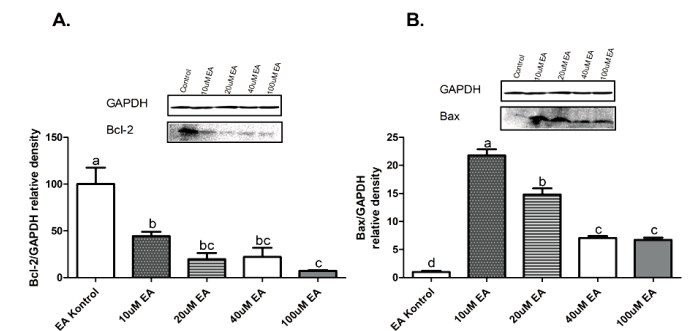 A.
Control
10uM EA
20uM EA
40uM EA
100uM EA
GAPDH
Bcl-2
Bcl-2/GAPDH relative density
150
100
50
0
a
b
bc
bc
c
EA Kontrol
10uM EA
20uM EA
40uM EA
100uM EA
B.
Control
10uM EA
20uM EA
40uM EA
100uM EA
GAPDH
Bax
Bax/GAPDH
relative density
25
20
15
10
5
0
d
a
b
c
c
EA Kontrol
10uM EA
20uM EA
40uM EA
100uM EA